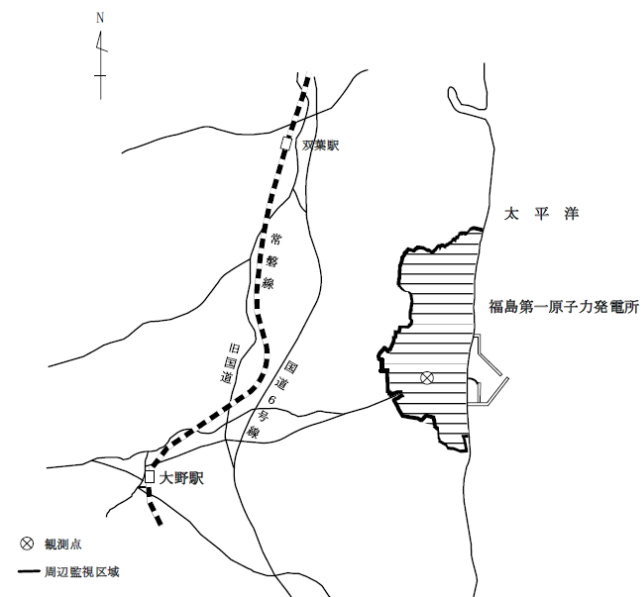 N
双葉駅
太平洋
常磐線
福島第一原子力発電所
旧国道
国道6号線
大野駅
観測点
周辺監視区域